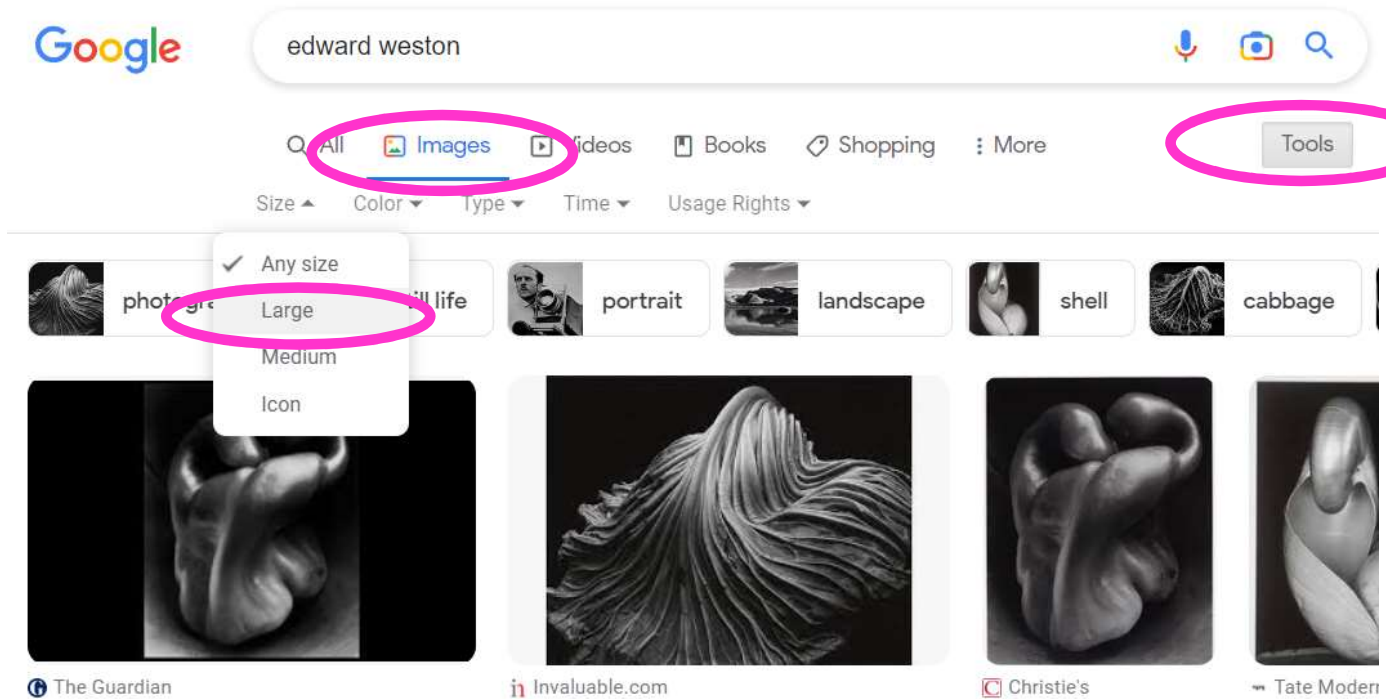 Google
edward weston
All Images Videos Books Shopping More Tools
Size Color Type Time Usage Rights
Any size
Large
Medium
Icon
ill life portrait landscape shell cabbage
The Guardian Invaluable.com Christie's Tate Modern